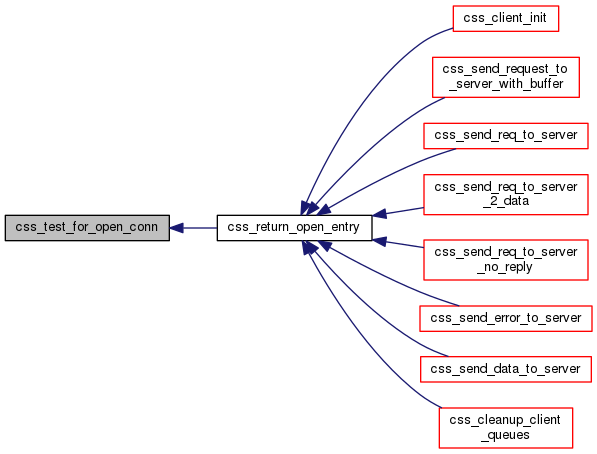 css_client_init
css_send_request_to
_server_with_buffer
css_send_req_to_server
css_send_req_to_server
_2_data
css_test_for_open_conn
css_return_open_entry
css_send_req_to_server
_no_reply
css_send_error_to_server
css_send_data_to_server
css_cleanup_client
_queues